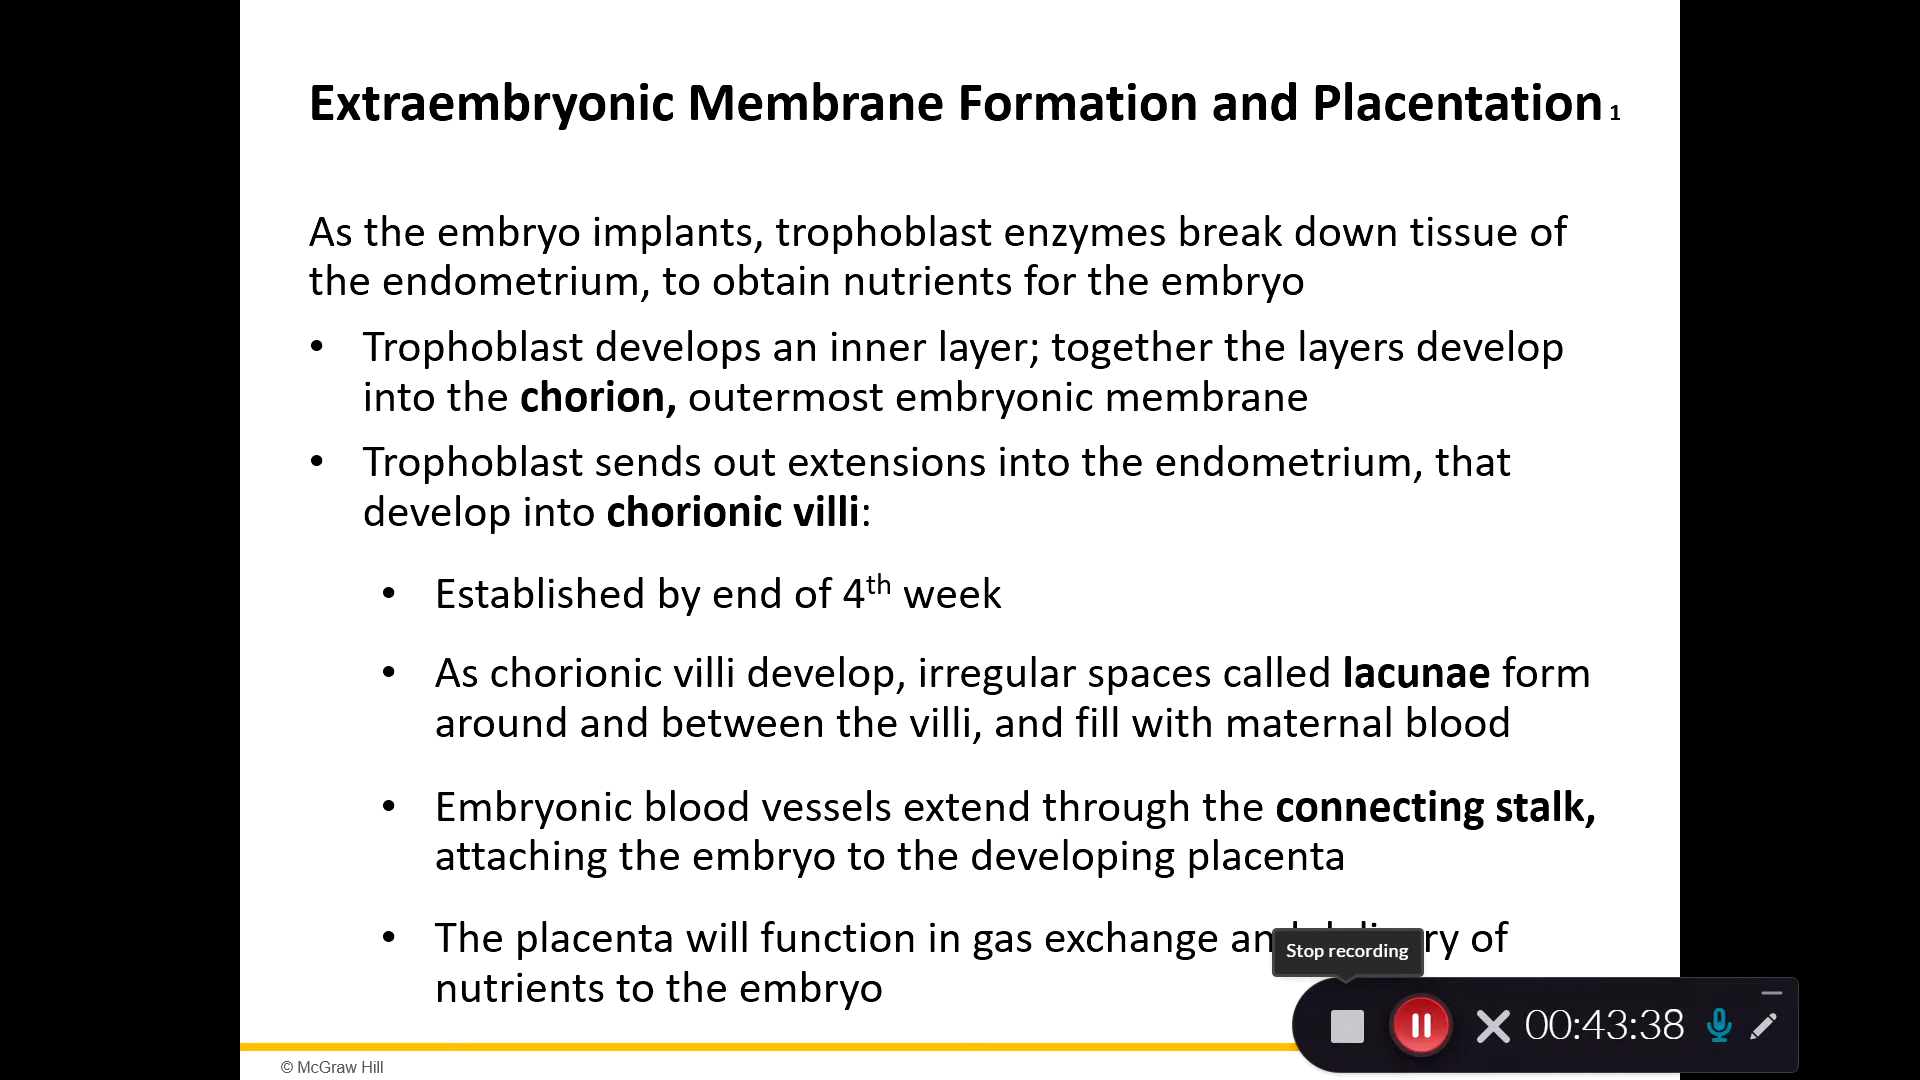 Extraembryonic Membrane Formation and Placentation 1
As the embryo implants, trophoblast enzymes break down tissue of
the endometrium, to obtain nutrients for the embryo
• Trophoblast develops an inner layer; together the layers develop
into the chorion, outermost embryonic membrane
• Trophoblast sends out extensions into the endometrium, that
develop into chorionic villi:
• Established by end of 4th week
• As chorionic villi develop, irregular spaces called lacunae form
around and between the villi, and fill with maternal blood
• Embryonic blood vessels extend through the connecting stalk,
attaching the embryo to the developing placenta
• The placenta will function in gas exchange and delivery of
nutrients to the embryo
Stop recording
00:43:38
© McGraw Hill